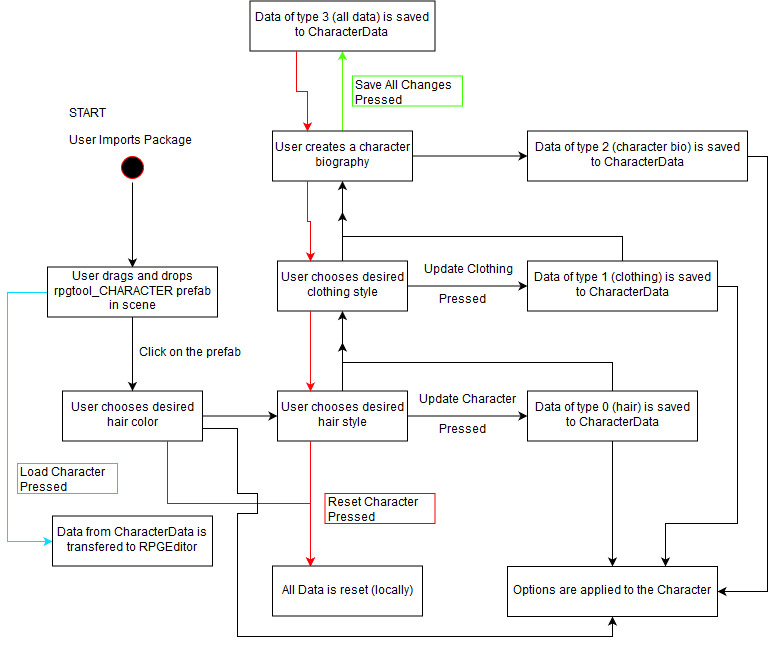 Data of type 3 (all data) is saved
to CharacterData
Save All Changes
Pressed
START
User Imports Package
User creates a character
biography
Data of type 2 (character bio) is saved
to CharacterData
User drags and drops
rpgtool_CHARACTER prefab
in scene
User chooses desired
clothing style
Update Clothing
Pressed
Data of type 1 (clothing) is saved
to CharacterData
Click on the prefab
User chooses desired
hair color
User chooses desired
hair style
Update Character
Pressed
Data of type 0 (hair) is saved
to CharacterData
Load Character
Pressed
Reset Character
Pressed
Data from CharacterData is
transfered to RPGEditor
All Data is reset (locally)
Options are applied to the Character